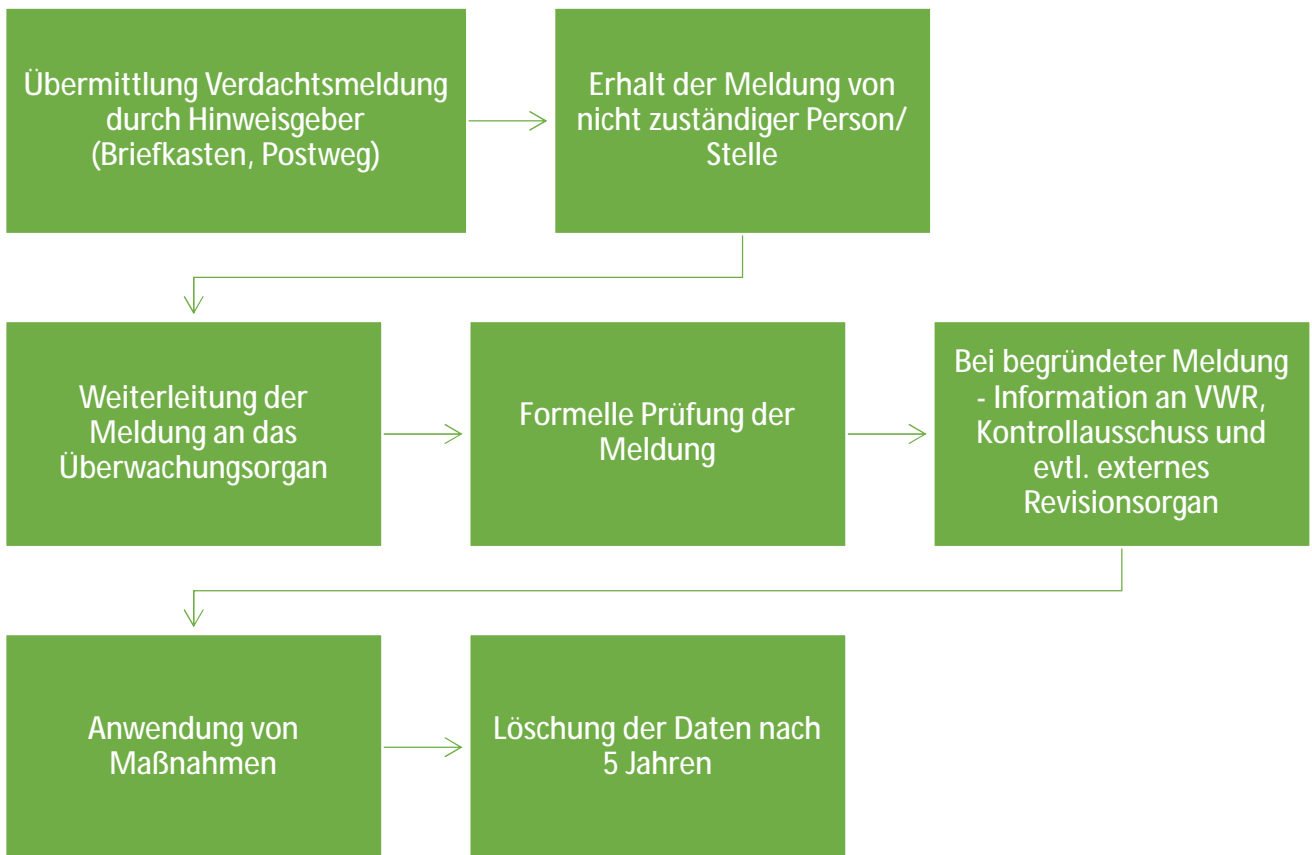 Übermittlung Verdachtsmeldung
durch Hinweisgeber
(Briefkasten, Postweg)
Erhalt der Meldung von
nicht zuständiger Person/
Stelle
Weiterleitung der
Meldung an das
Überwachungsorgan
Formelle Prüfung der
Meldung
Bei begründeter Meldung
- Information an VWR,
Kontrollausschuss und
evtl. externes
Revisionsorgan
Anwendung von
Maßnahmen
Löschung der Daten nach
5 Jahren